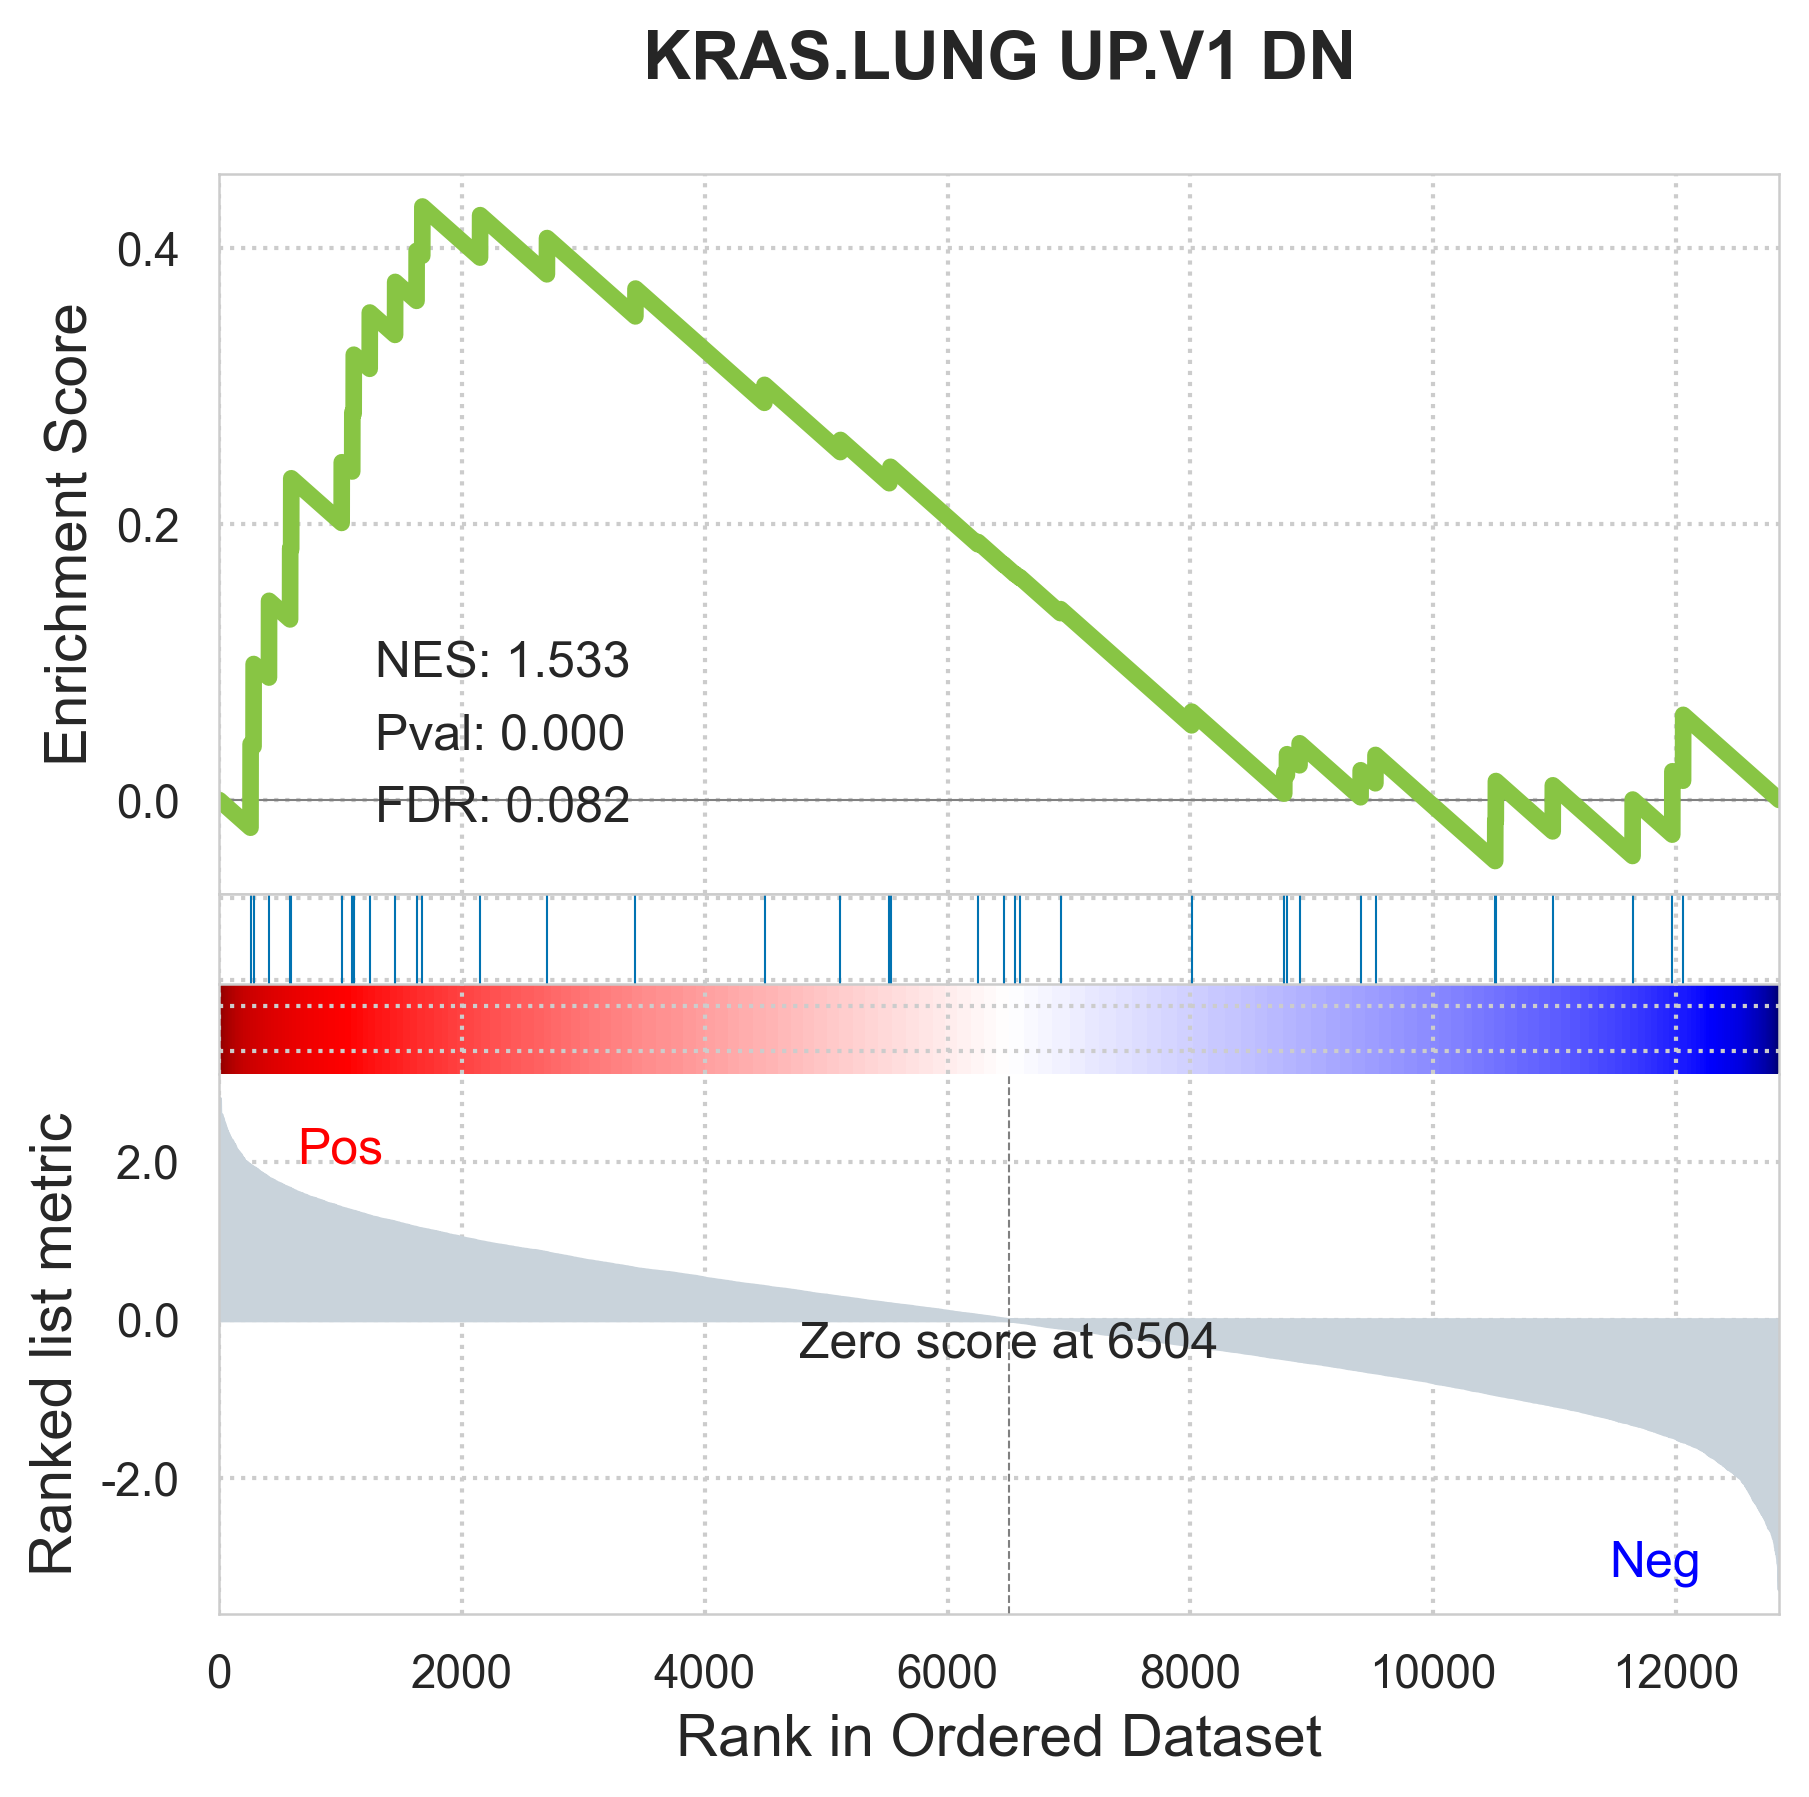 KRAS.LUNG UP.V1 DN
Enrichment Score
0.4
0.2
0.0
NES: 1.533
Pval: 0.000
FDR: 0.082
Ranked list metric
2.0
0.0
-2.0
Pos
Zero score at 6504
Neg
0 2000 4000 6000 8000 10000 12000
Rank in Ordered Dataset